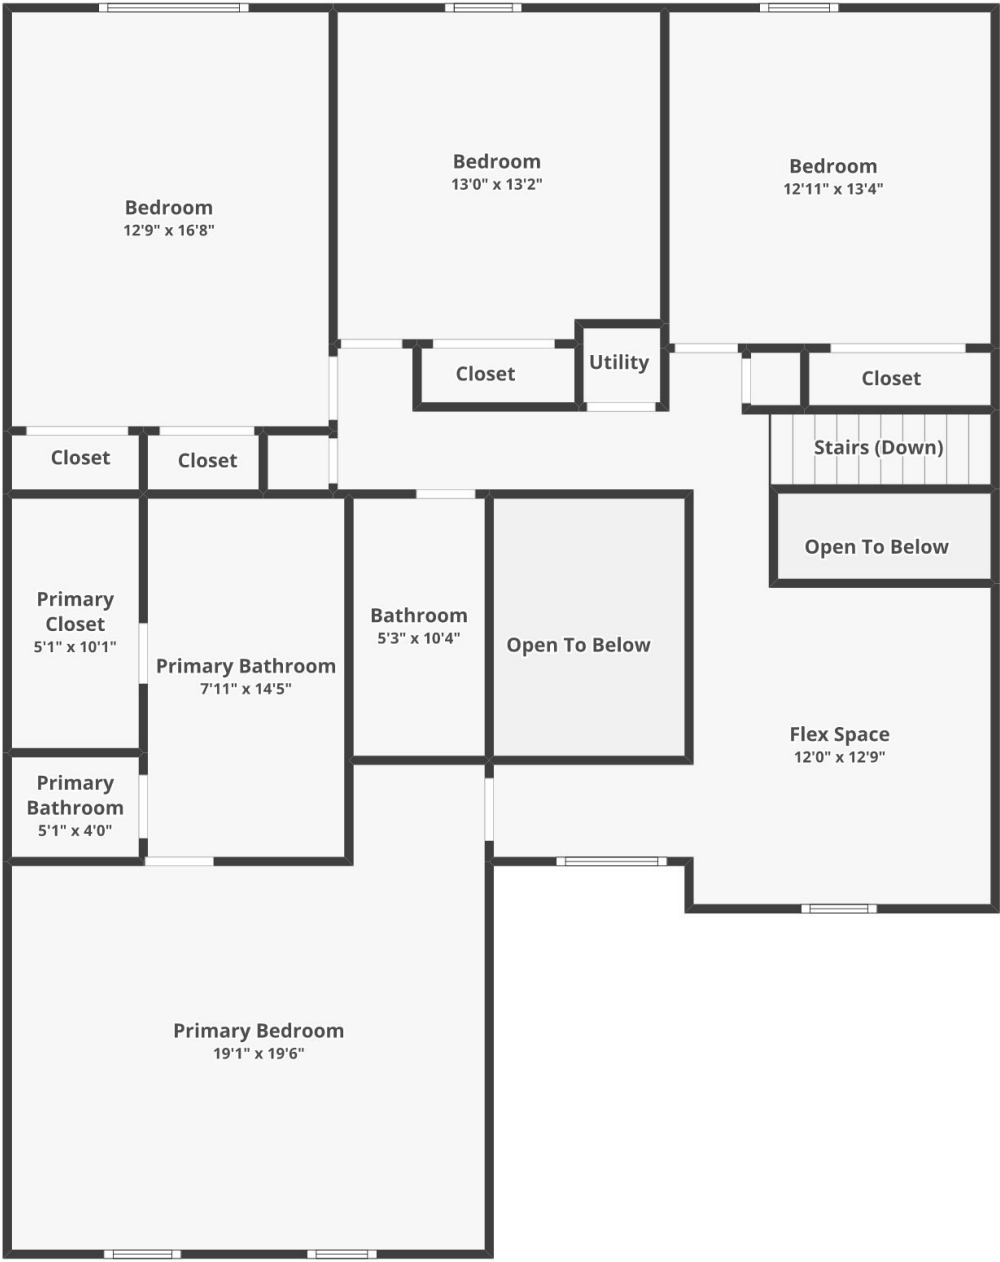 Bedroom
12'9" x 16'8"
Bedroom
13'0" x 13'2"
Bedroom
12'11" x 13'4"
Closet
Utility
Closet
Closet
Closet
Stairs (Down)
Open To Below
Primary
Closet
5'1" x 10'1"
Primary Bathroom
7'11" x 14'5"
Bathroom
5'3" x 10'4"
Open To Below
Flex Space
12'0" x 12'9"
Primary
Bathroom
5'1" x 4'0"
Primary Bedroom
19'1" x 19'6"